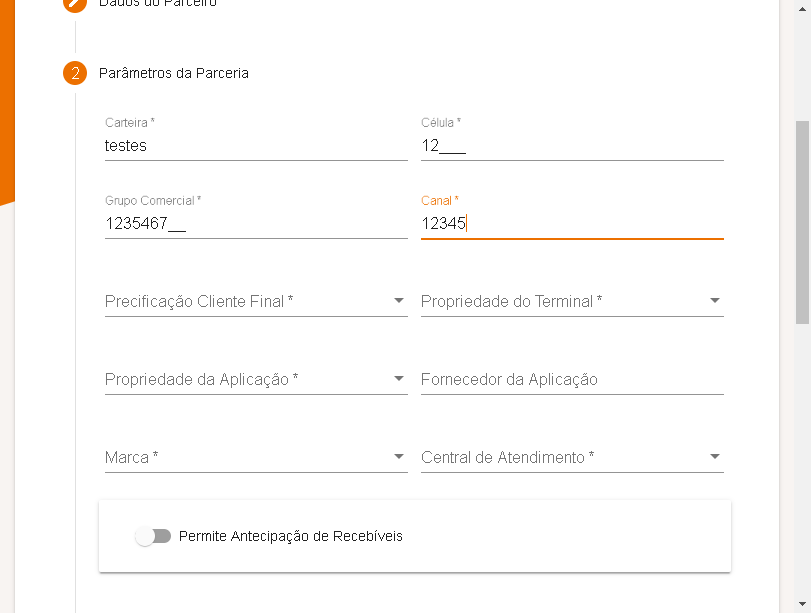 Dados do Parceiro
2 Parâmetros da Parceria
Carteira * Célula *
testes 12___
Grupo Comercial * Canal *
1235467__ 12345
Precificação Cliente Final * Propriedade do Terminal *
Propriedade da Aplicação * Fornecedor da Aplicação
Marca * Central de Atendimento *
Permite Antecipação de Recebíveis